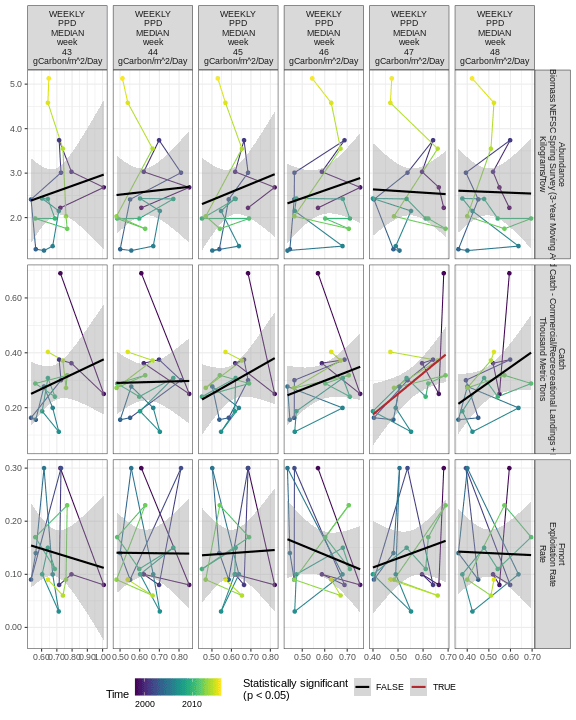 WEEKLY
PPD
MEDIAN
week
43
gCarbon/m^2/Day
WEEKLY
PPD
MEDIAN
week
44
gCarbon/m^2/Day
WEEKLY
PPD
MEDIAN
week
45
gCarbon/m^2/Day
WEEKLY
PPD
MEDIAN
week
46
gCarbon/m^2/Day
WEEKLY
PPD
MEDIAN
week
47
gCarbon/m^2/Day
WEEKLY
PPD
MEDIAN
week
48
gCarbon/m^2/Day
5.0
4.0
3.0
2.0
Abundance
Biomass NEFSC Spring Survey (3-Year Moving A
Kilograms/tow
0.60
0.40
0.20
Catch
d Catch - Commercial/Recreational Landings +
Thousand Metric Tons
0.30
0.20
0.10
0.00
Fmort
Exploitation Rate
Rate
0.60 0.70 0.80 0.90 1.00
0.50 0.60 0.70 0.80
0.50 0.60 0.70 0.80
0.50 0.60 0.70
0.40 0.50 0.60 0.70
0.40 0.50 0.60 0.70
Time
2000 2010
Statistically significant
(p < 0.05)
FALSE
TRUE